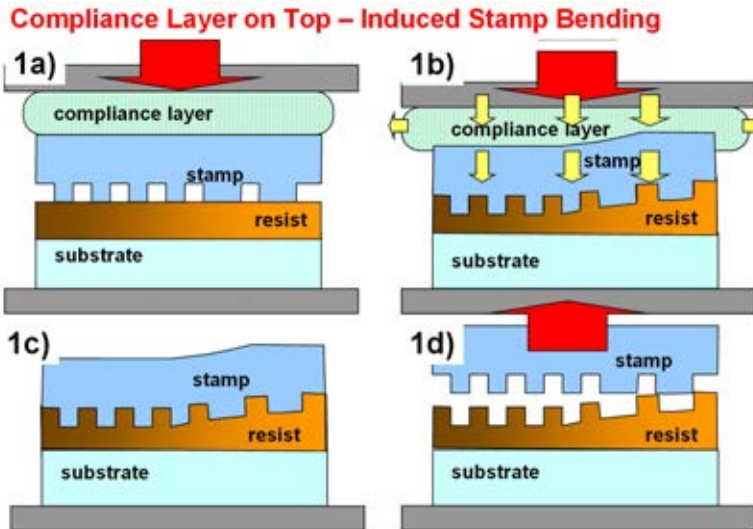 Compliance Layer on Top – Induced Stamp Bending
1a)
compliance layer
stamp
resist
substrate
1b)
compliance layer
stamp
resist
substrate
1c)
stamp
resist
substrate
1d)
stamp
resist
substrate